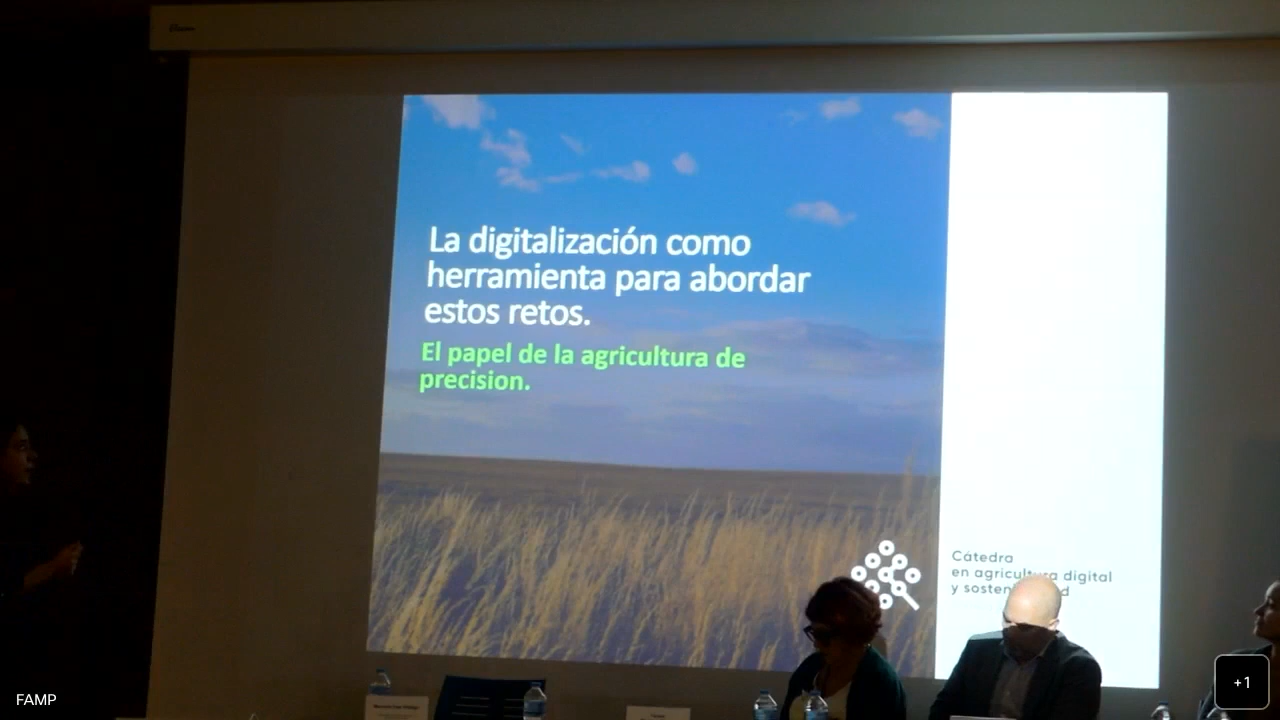 La digitalización como
herramienta para abordar
estos retos.
El papel de la agricultura de
precision.
Cátedra
en agricultura digital
FAMP
+1